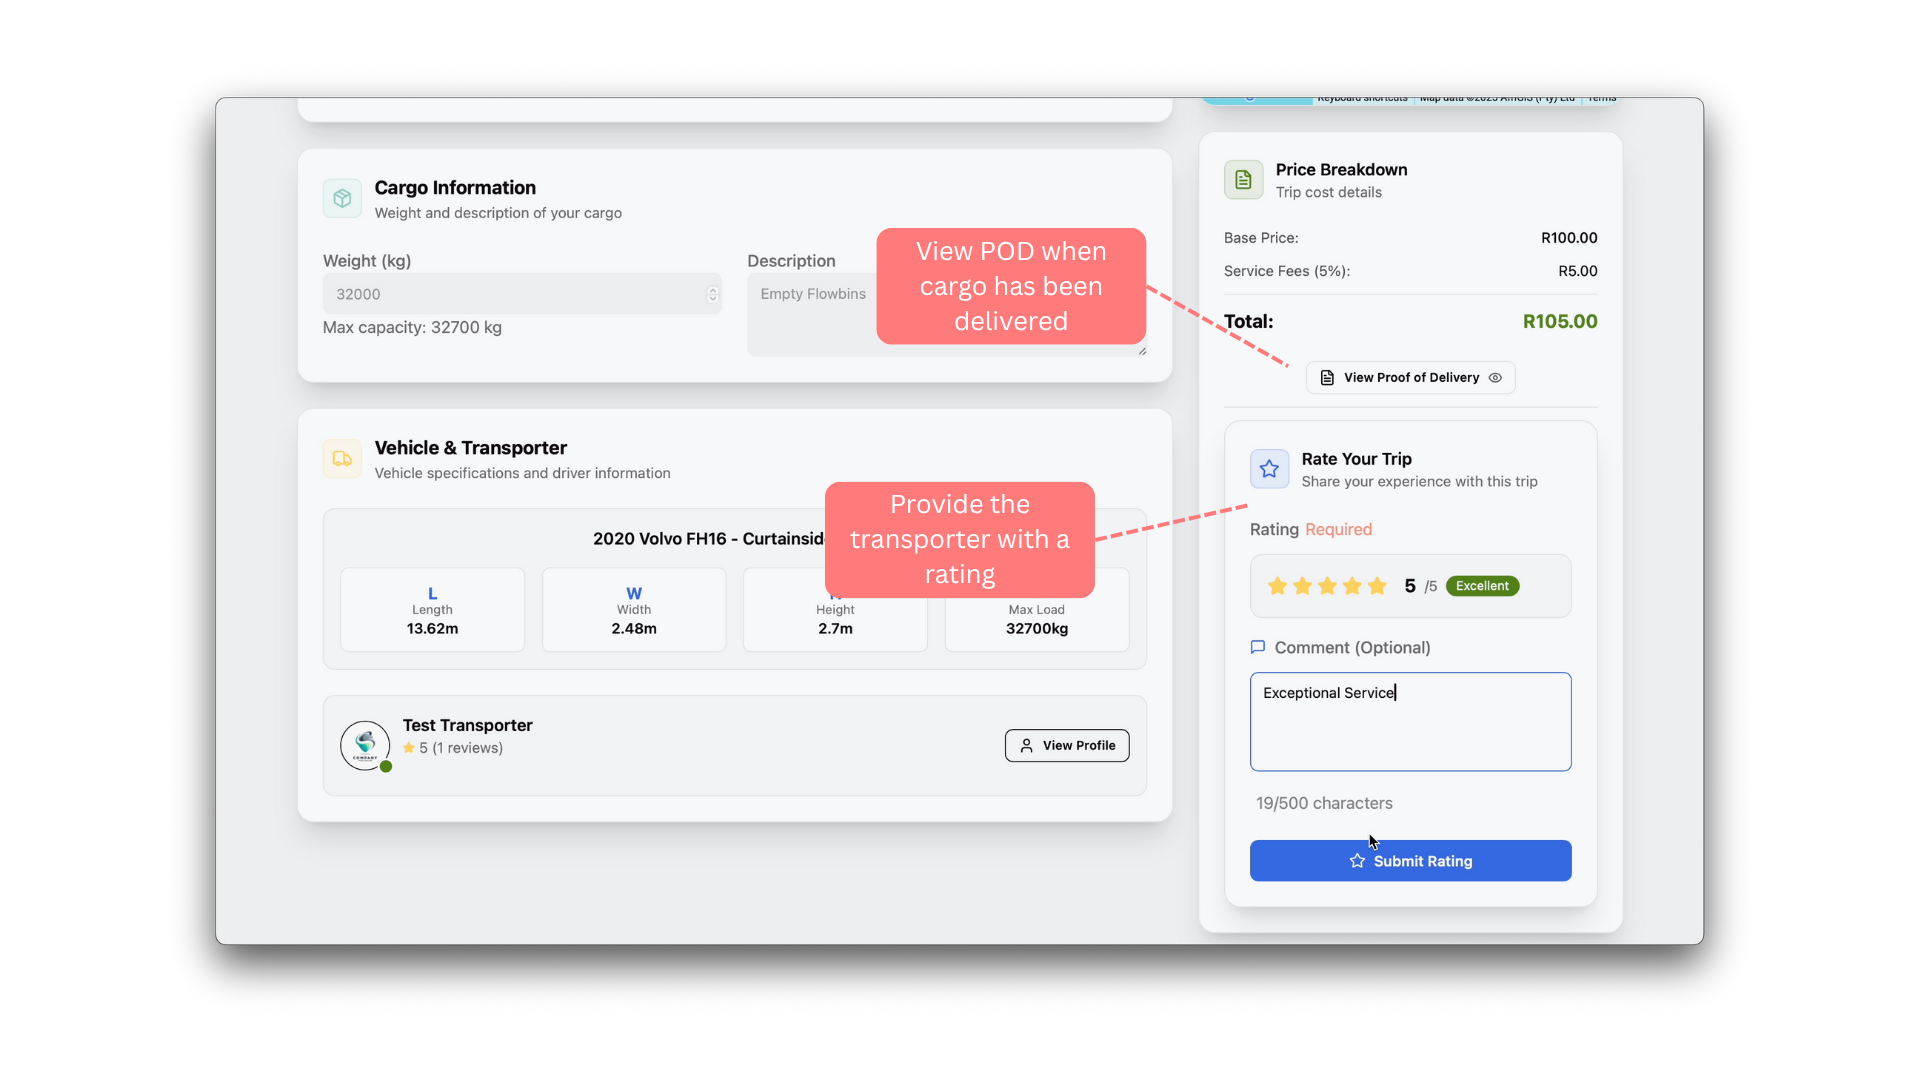 Keyboard shortcuts
Map data ©2025 AfriGIS (Pty) Ltd
Terms
Cargo Information
Weight and description of your cargo
Weight (kg)
32000
Max capacity: 32700 kg
Description
Empty Flowbins
View POD when
cargo has been
delivered
Vehicle & Transporter
Vehicle specifications and driver information
2020 Volvo FH16 - Curtainsid
Provide the
transporter with a
rating
L
Length
13.62m
W
Width
2.48m
Height
2.7m
Max Load
32700kg
Test Transporter
5 (1 reviews)
COMPANY
View Profile
Price Breakdown
Trip cost details
Base Price: R100.00
Service Fees (5%): R5.00
Total: R105.00
View Proof of Delivery
Rate Your Trip
Share your experience with this trip
Rating Required
5 /5 Excellent
Comment (Optional)
Exceptional Service
19/500 characters
Submit Rating